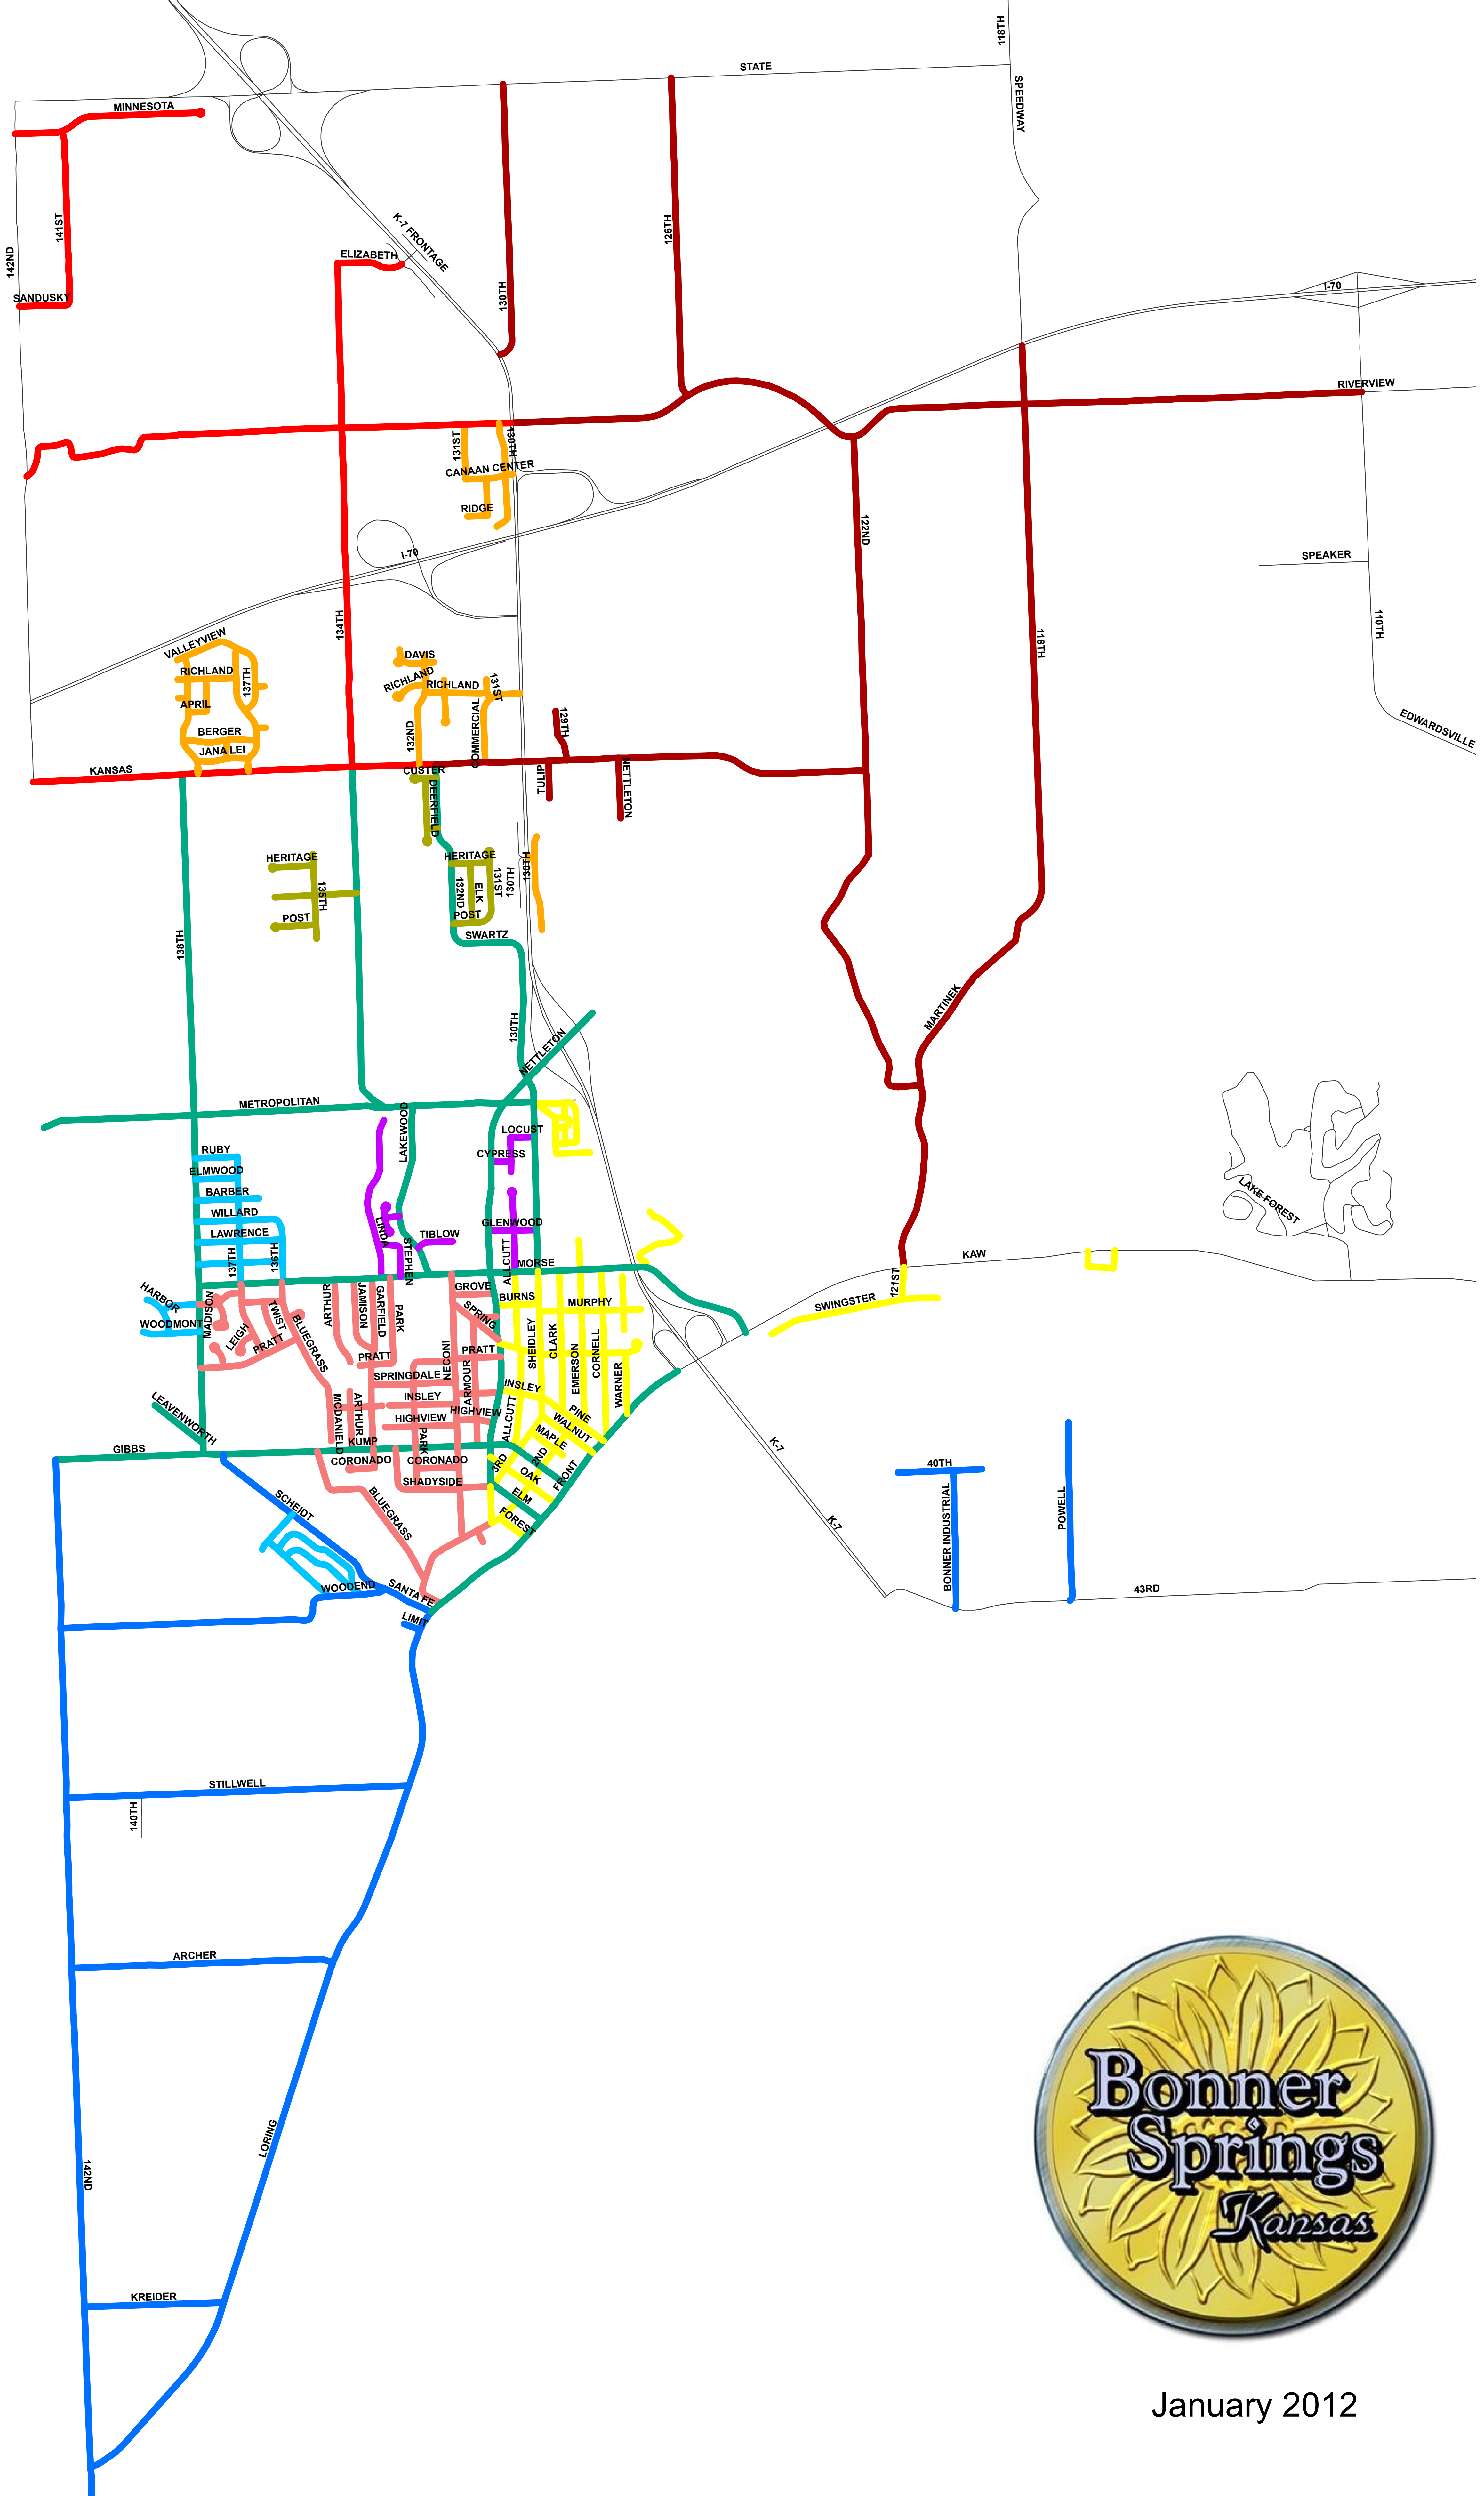 118TH
STATE
SPEEDWAY
MINNESOTA
141ST
126TH
K-7 FRONTAGE
142ND
ELIZABETH
130TH
SANDUSKY
I-70
RIVERVIEW
131ST
130TH
CANAAN CENTER
RIDGE
122ND
I-70
SPEAKER
134TH
110TH
118TH
VALLEYVIEW
DAVIS
RICHLAND
137TH
RICHLAND
RICHLAND
131ST
APRIL
EDWARDSVILLE
129TH
132ND
COMMERCIAL
BERGER
JANA LEI
KANSAS
CUSTER
TULIP
NETTLETON
DEERFIELD
HERITAGE
HERITAGE
135TH
132ND
ELK
131ST
130TH
130TH
POST
POST
SWARTZ
138TH
MARTINEK
130TH
NETTLETON
METROPOLITAN
LAKEWOOD
LOCUST
RUBY
CYPRESS
ELMWOOD
BARBER
WILLARD
LAKE FOREST
LAWRENCE
LINDA
STEPHEN
TIBLOW
GLENWOOD
ALLCUTT
137TH
136TH
MORSE
KAW
121ST
HARBOR
MADISON
WOODMONT
TWIST
BLUEGRASS
LEIGH
PRATT
ARTHUR
JAMISON
GARFIELD
PARK
GROVE
SPRING
BURNS
MURPHY
SWINGSTER
SHEIDLEY
CLARK
EMERSON
CORNELL
WARNER
PRATT
NECONI
ARMOUR
PRATT
SPRINGDALE
INSLEY
INSLEY
LEAVENWORTH
MCDANIELD
ARTHUR
HIGHVIEW
HIGHVIEW
PARK
ALLCUTT
PINE
WALNUT
MAPLE
GIBBS
KUMP
CORONADO
CORONADO
SHADYSIDE
3RD
2ND
OAK
FRONT
ELM
FOREST
K-7
K-7
40TH
BONNER INDUSTRIAL
POWELL
43RD
SCHEIDT
BLUEGRASS
WOODEND
SANTA FE
LIMIT
STILLWELL
140TH
ARCHER
LORING
142ND
KREIDER
Bonner
Springs
Kansas
January 2012